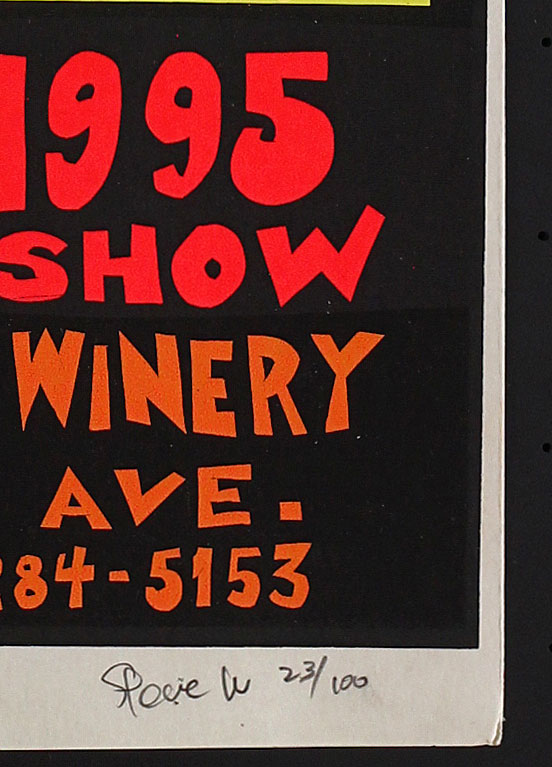 1995
SHOW
WiNERY
AVE.
284-5153
23/100